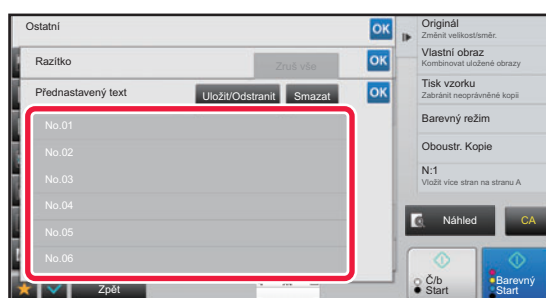 Ostatní
OK
Razítko
Zruš vše
OK
Přednastavený text
Uložit/Odstranit
Smazat
OK
No.01
No.02
No.03
No.04
No.05
No.06
Zpět
Originál
Změnit velikost/směr.
Vlastní obraz
Kombinovat uložené obrazy
Tisk vzorku
Zabránit neoprávněné kopii
Barevný režim
Oboustr. Kopie
N:1
Vložit více stran na stranu A
Náhled
CA
Č/b
Start
Barevný
Start